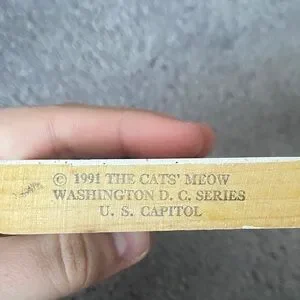 © 1991 THE CATS' MEOW
WASHINGTON D. C. SERIES
U. S. CAPITOL